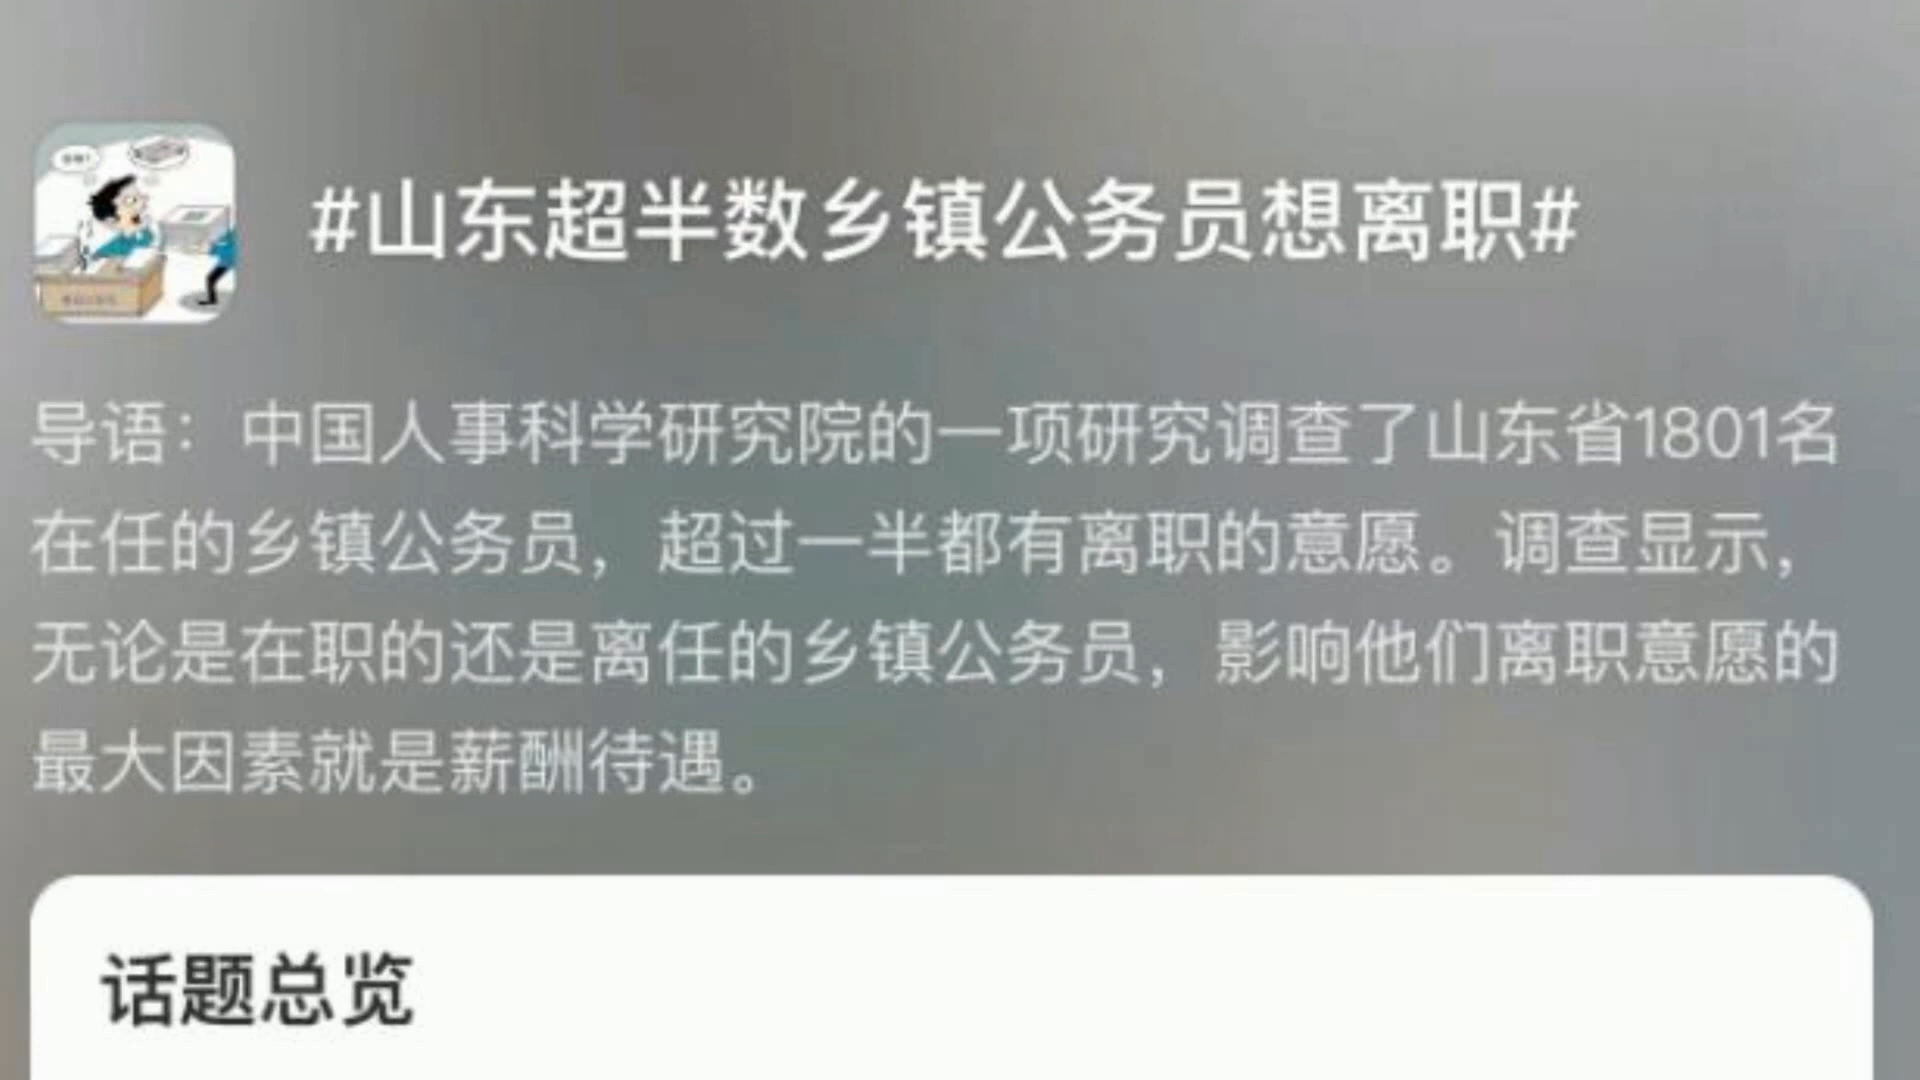 #山东超半数乡镇公务员想离职#
导语：中国人事科学研究院的一项研究调查了山东省1801名
在任的乡镇公务员，超过一半都有离职的意愿。调查显示，
无论是在职的还是离任的乡镇公务员，影响他们离职意愿的
最大因素就是薪酬待遇。
话题总览